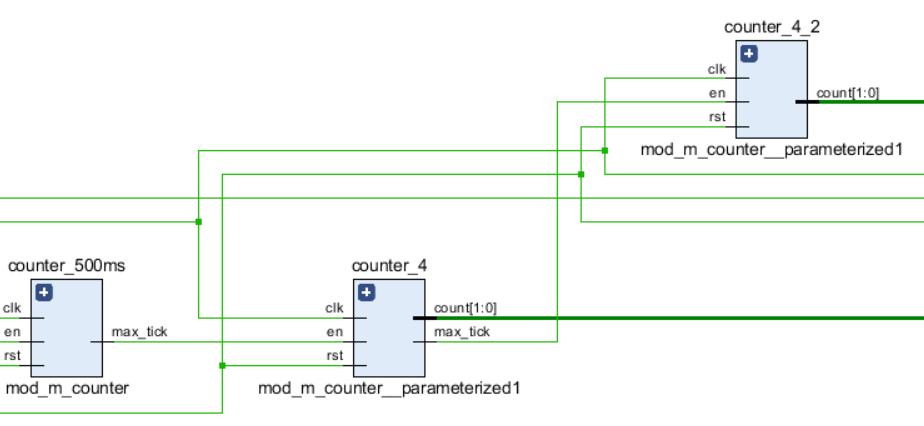 counter_4_2
clk
en
rst
count[1:0]
mod_m_counter__parameterized1
counter_500ms
clk
en
rst
max_tick
mod_m_counter
counter_4
clk
en
rst
count[1:0]
max_tick
mod_m_counter__parameterized1